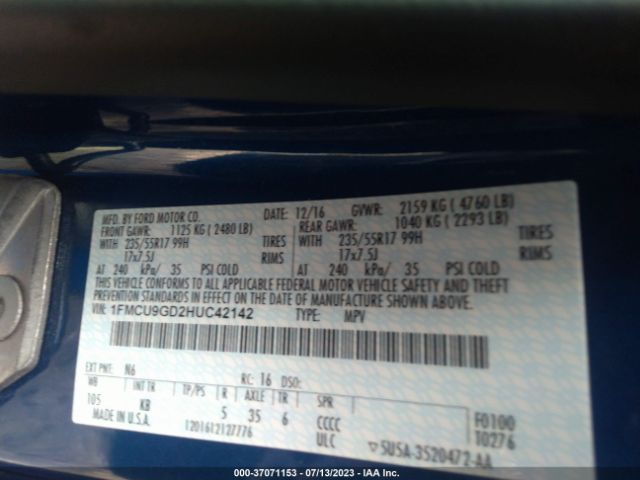 MFD. BY FORD MOTOR CO. DATE: 12/16 GVWR: 2159 KG ( 4760 LB)
FRONT GAWR: 1125 KG ( 2480 LB) REAR GAWR: 1040 KG ( 2293 LB)
WITH 235/55R17 99H TIRES WITH 235/55R17 99H TIRES
17x7.5J RIMS 17x7.5J RIMS
AT 240 kPa/ 35 PSI COLD AT 240 kPa/ 35 PSI COLD
THIS VEHICLE CONFORMS TO ALL APPLICABLE FEDERAL MOTOR VEHICLE SAFETY AND THEFT
PREVENTION STANDARDS IN EFFECT ON THE DATE OF MANUFACTURE SHOWN ABOVE.
VIN: 1FMCU9GD2HUC42142 TYPE: MPV
EXT PNT: N6 RC: 16 DSO:
WB INT TR TP/PS R AXLE TR SPR
105 KB 5 35 6 CCCC F0100
MADE IN U.S.A. 1201612127776 ULC T0276
5U5A-3520472-AA
000-37071153 - 07/13/2023 - IAA Inc.